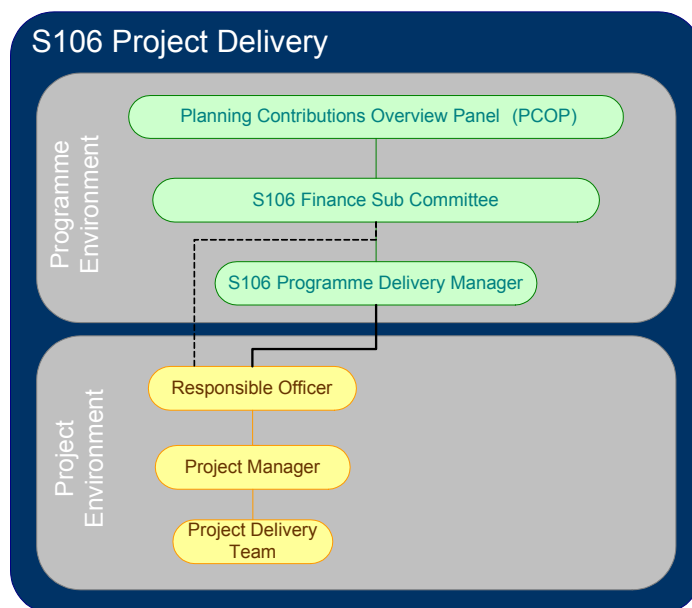 S106 Project Delivery
Programme
Environment
Planning Contributions Overview Panel (PCOP)
S106 Finance Sub Committee
S106 Programme Delivery Manager
Project
Environment
Responsible Officer
Project Manager
Project Delivery
Team